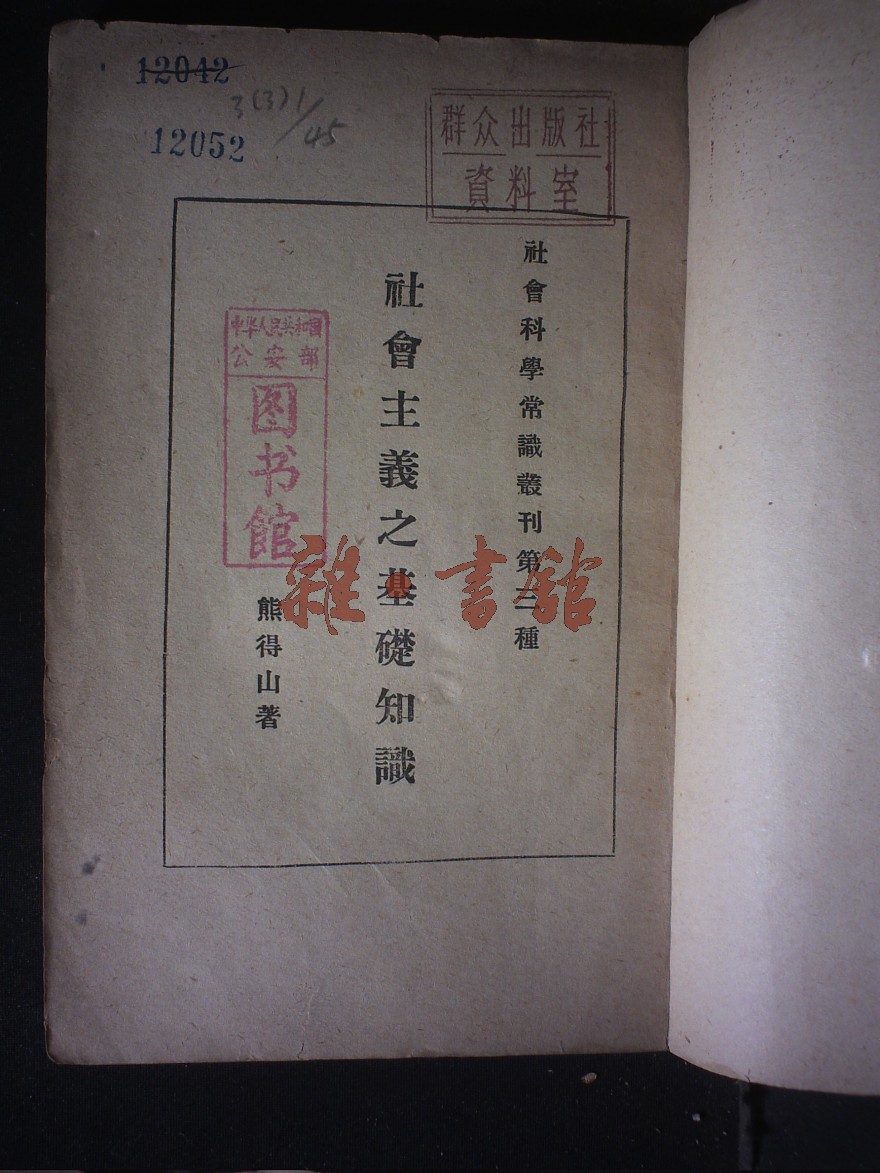 12042
3(3)1/45
12052
群众出版社
資料室
社會科學常識叢刊第三種
社會主義之基礎知識
熊得山著
中华人民共和国
公安部
图书馆
雜·書館